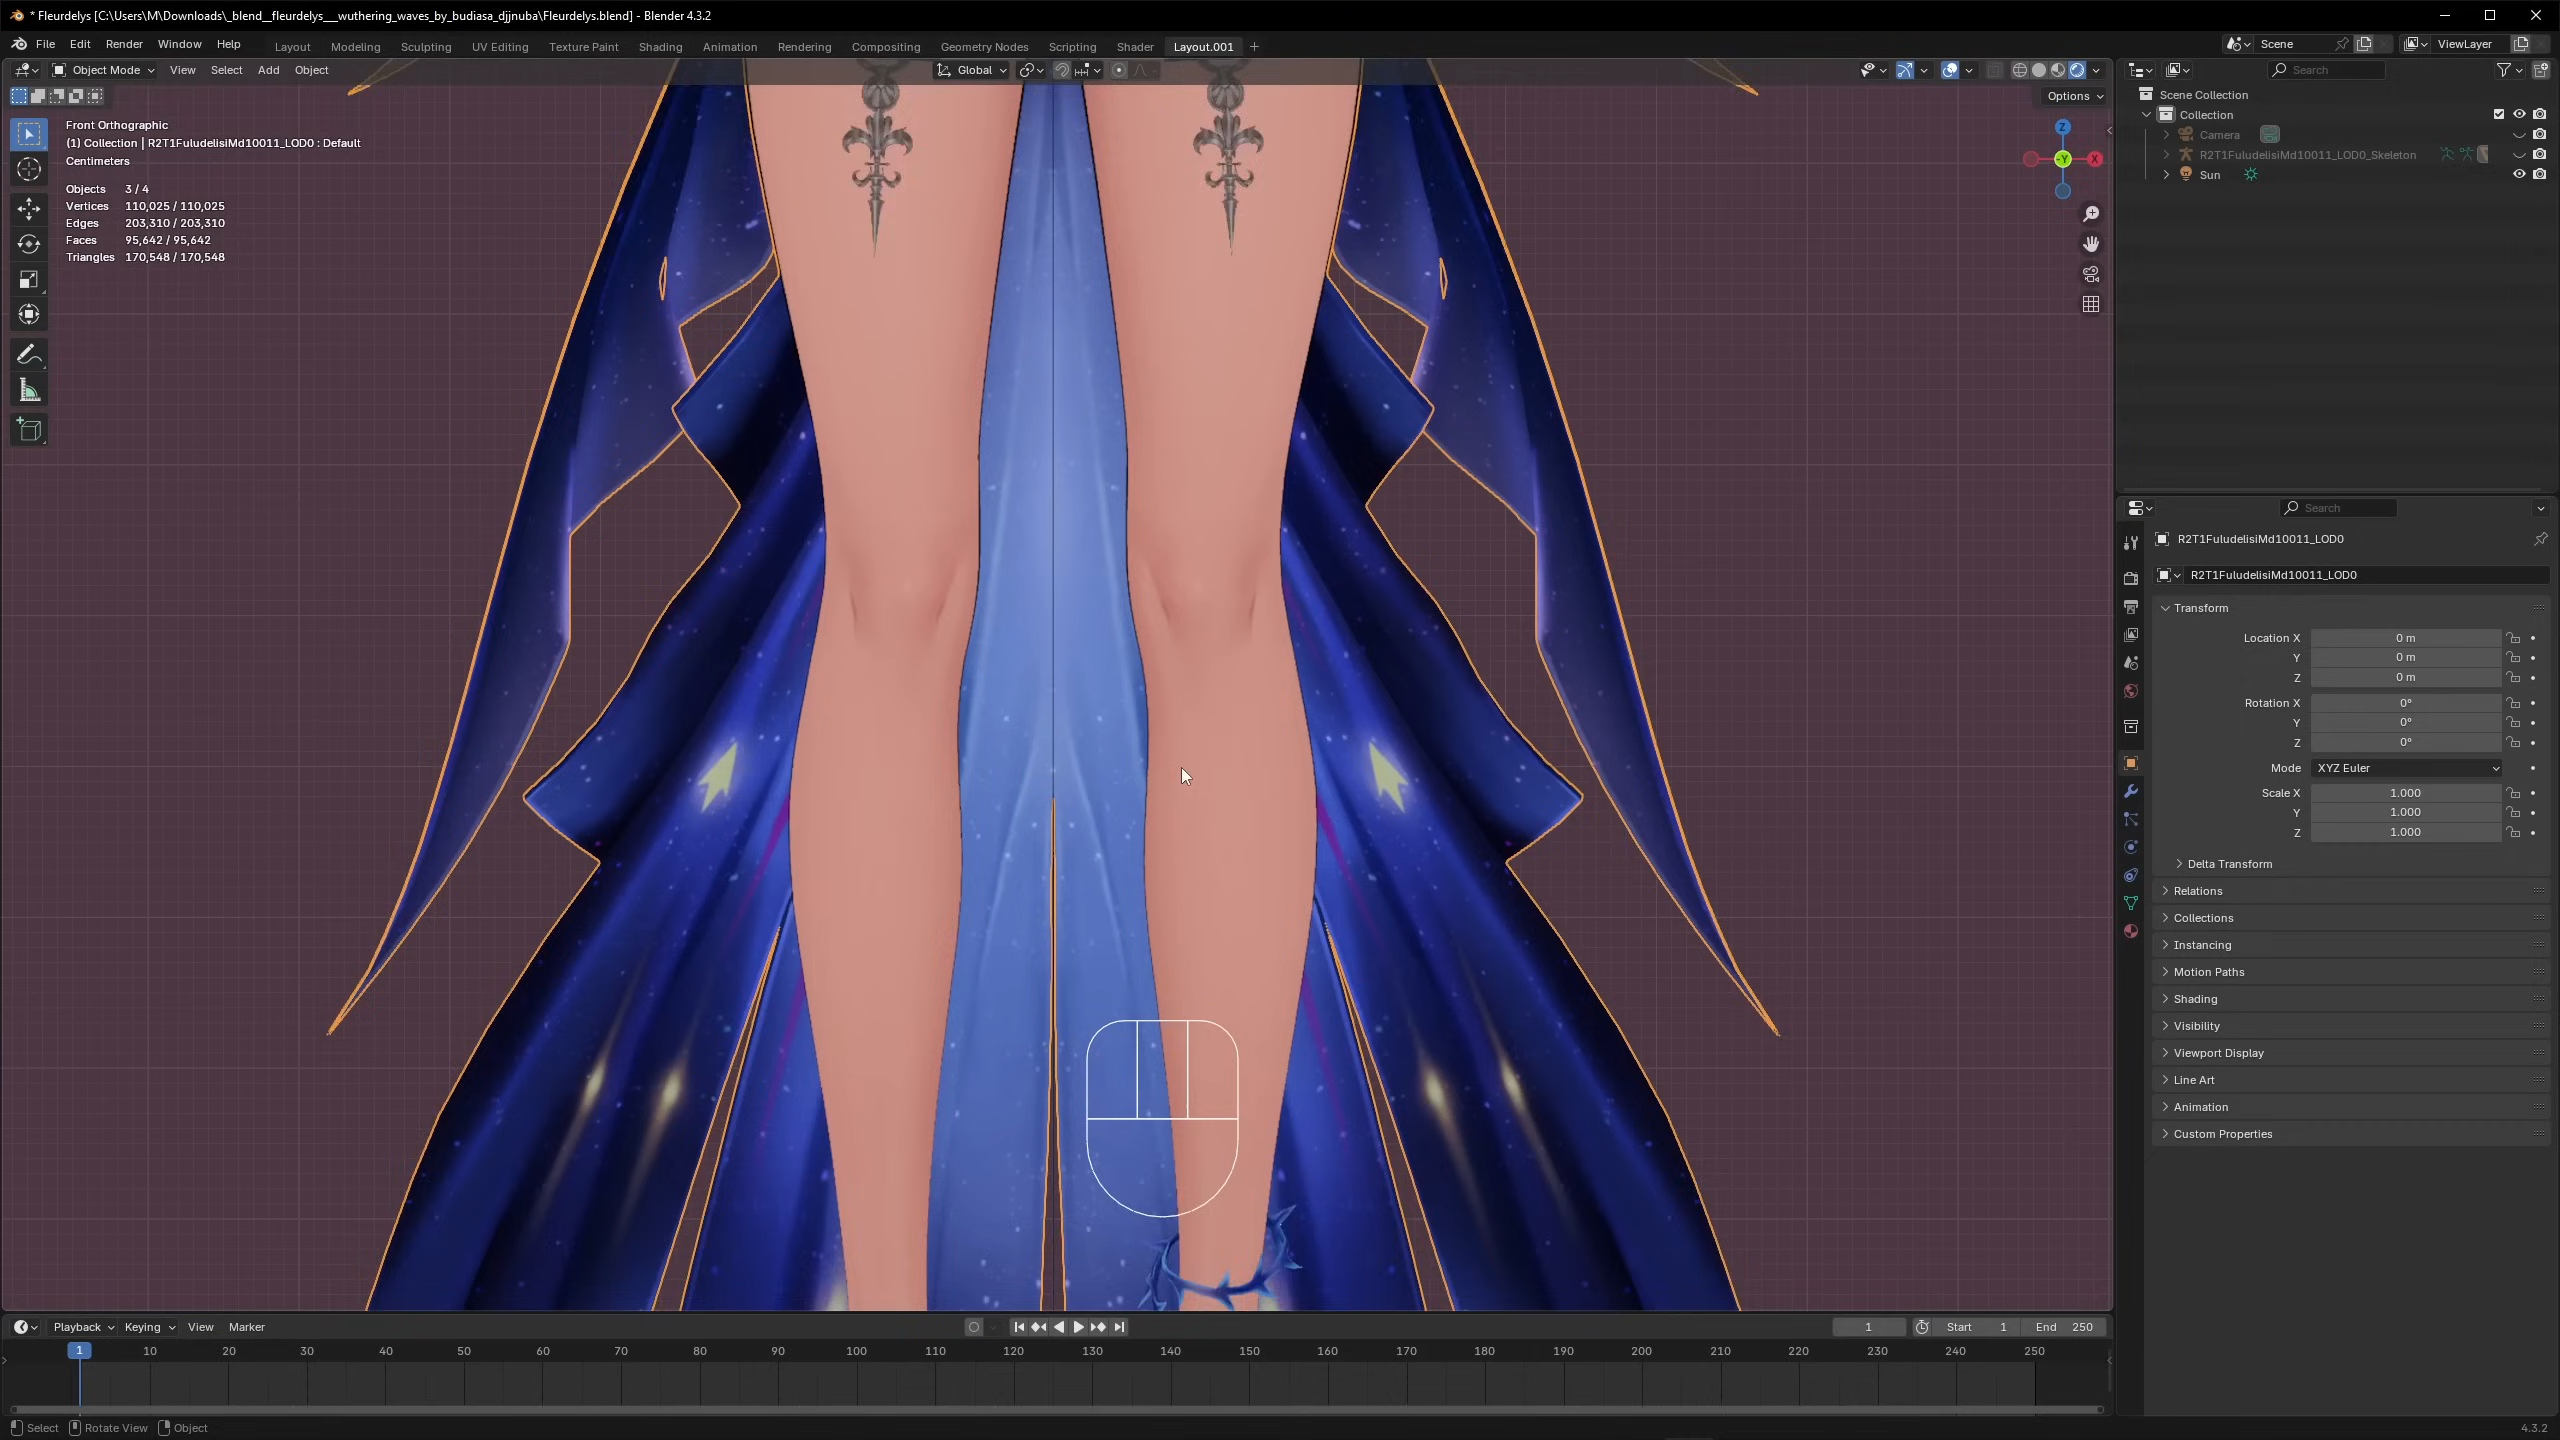 * Fleurdelys [C:\Users\M\Downloads\_blend__fleurdelys___wuthering_waves_by_budiasa_djjnuba\Fleurdelys.blend] - Blender 4.3.2
File Edit Render Window Help Layout Modeling Sculpting UV Editing Texture Paint Shading Animation Rendering Compositing Geometry Nodes Scripting Shader Layout.001 + Scene ViewLayer
Object Mode View Select Add Object Global Search
Options
Front Orthographic
(1) Collection | R2T1FuludelisiMd10011_LOD0 : Default
Centimeters
Objects 3 / 4
Vertices 110,025 / 110,025
Edges 203,310 / 203,310
Faces 95,642 / 95,642
Triangles 170,548 / 170,548
Z
-Y
X
Scene Collection
Collection
Camera
R2T1FuludelisiMd10011_LOD0_Skeleton
Sun
Search
R2T1FuludelisiMd10011_LOD0
R2T1FuludelisiMd10011_LOD0
Transform
Location X 0 m
Y 0 m
Z 0 m
Rotation X 0°
Y 0°
Z 0°
Mode XYZ Euler
Scale X 1.000
Y 1.000
Z 1.000
Delta Transform
Relations
Collections
Instancing
Motion Paths
Shading
Visibility
Viewport Display
Line Art
Animation
Custom Properties
Playback Keying View Marker 1 Start 1 End 250
1 10 20 30 40 50 60 70 80 90 100 110 120 130 140 150 160 170 180 190 200 210 220 230 240 250
Select Rotate View Object 4.3.2